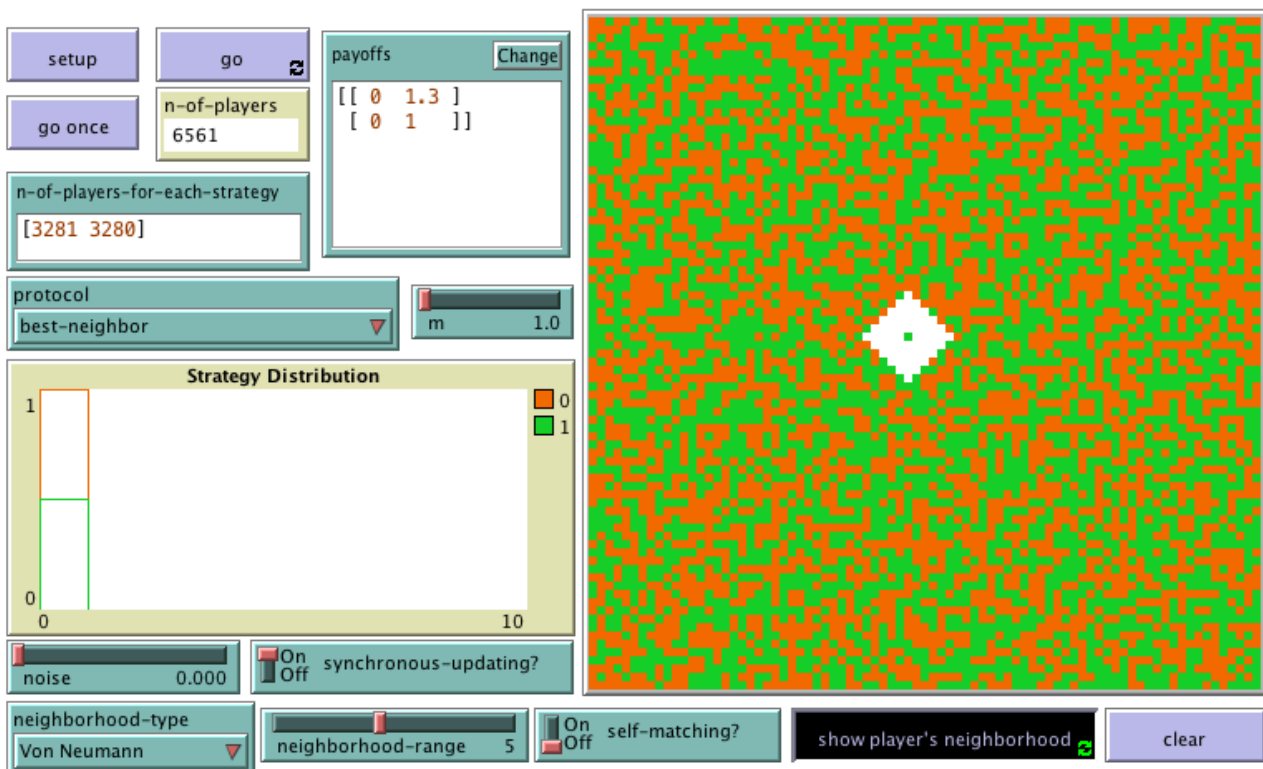 setup
go
go once
n-of-players
6561
payoffs
Change
[[ 0 1.3 ]
[ 0 1 ]]
n-of-players-for-each-strategy
[3281 3280]
protocol
best-neighbor
m 1.0
Strategy Distribution
1
0
0
10
0
1
noise 0.000
On
Off
synchronous-updating?
neighborhood-type
Von Neumann
neighborhood-range 5
On
Off
self-matching?
show player's neighborhood
clear